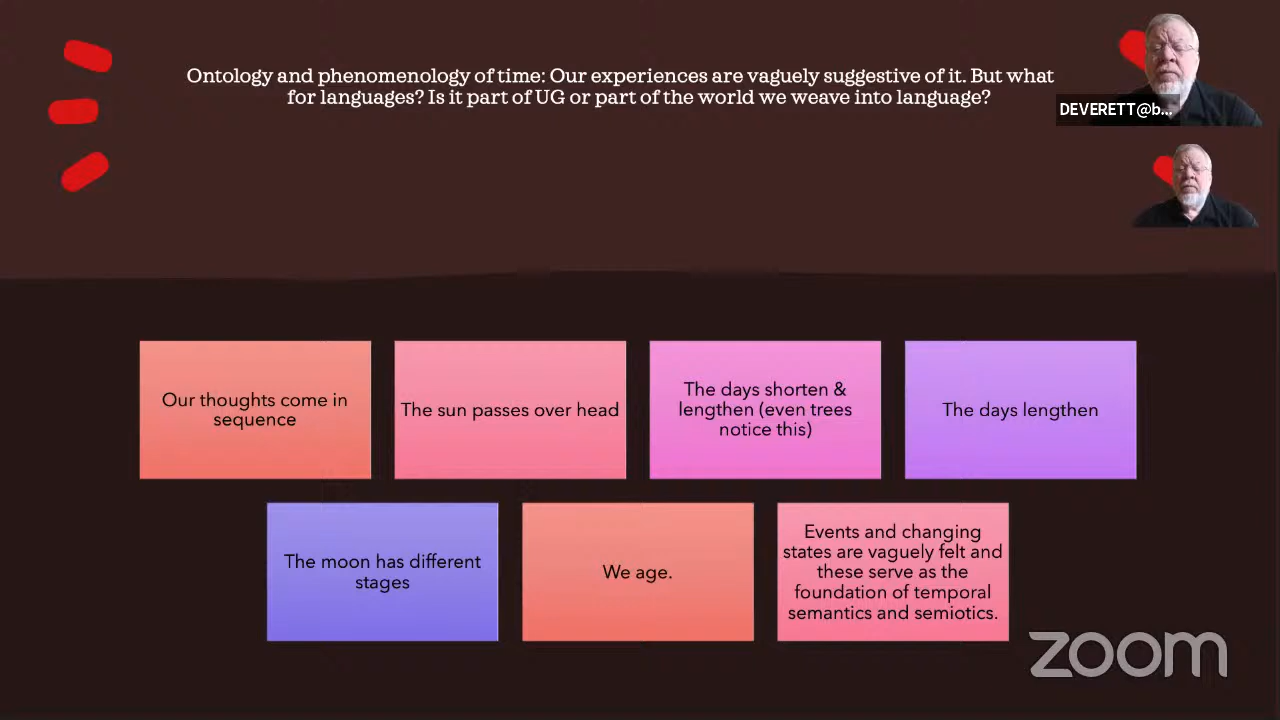 Ontology and phenomenology of time: Our experiences are vaguely suggestive of it. But what
for languages? Is it part of UG or part of the world we weave into language?
DEVERETT@b...
Our thoughts come in
sequence
The sun passes over head
The days shorten &
lengthen (even trees
notice this)
The days lengthen
The moon has different
stages
We age.
Events and changing
states are vaguely felt and
these serve as the
foundation of temporal
semantics and semiotics.
zoom